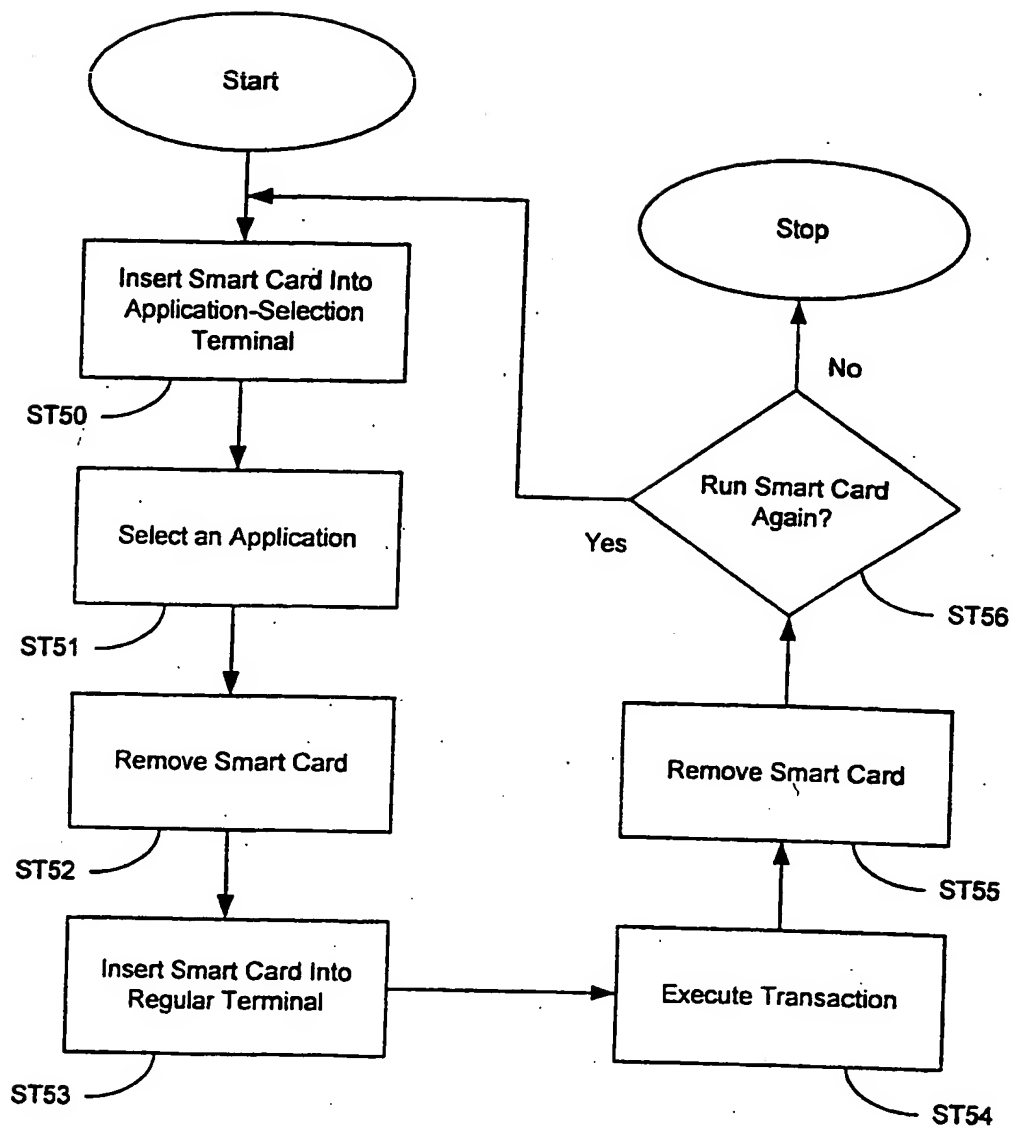 Start
Insert Smart Card Into
Application-Selection
Terminal
ST50
Select an Application
ST51
Remove Smart Card
ST52
Insert Smart Card Into
Regular Terminal
ST53
Execute Transaction
ST54
Remove Smart Card
ST55
Run Smart Card
Again?
ST56
Yes
No
Stop